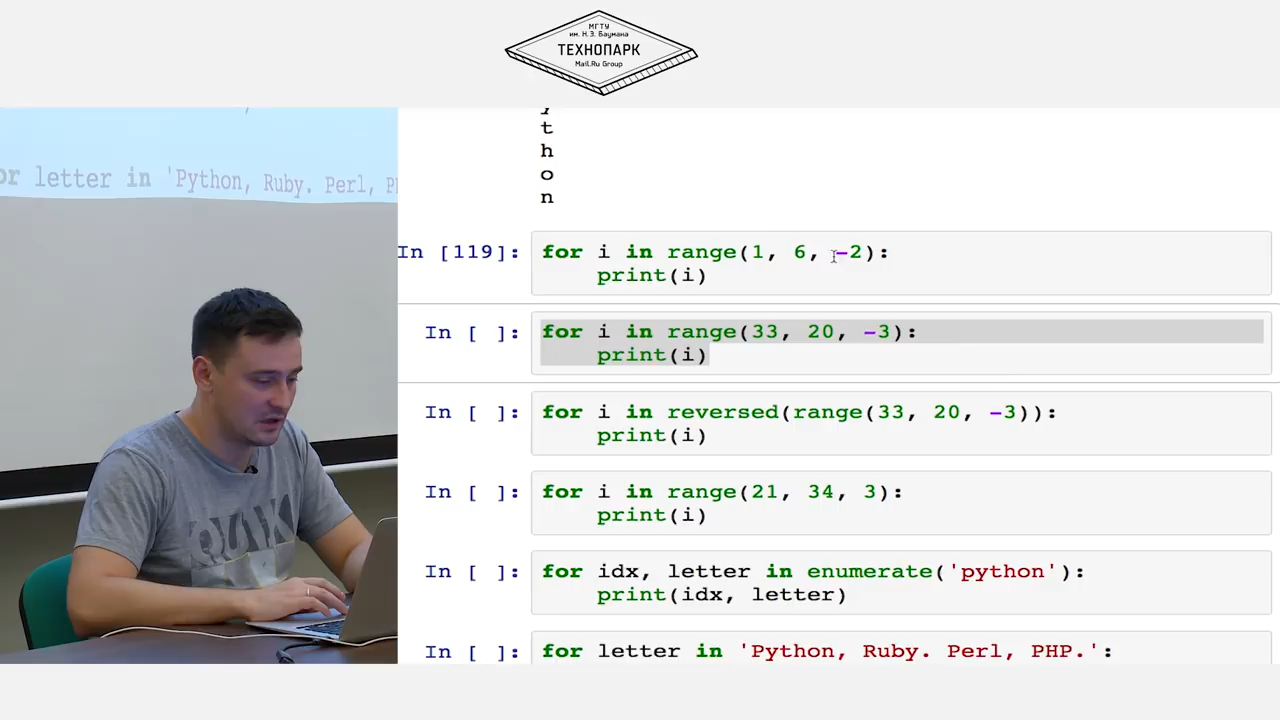 МГТУ
им. Н.Э. Баумана
ТЕХНОПАРК
Mail.Ru Group
or letter in 'Python, Ruby. Perl, P
t
h
o
n
In [119]: for i in range(1, 6, -2):
print(i)
In [ ]: for i in range(33, 20, -3):
print(i)
In [ ]: for i in reversed(range(33, 20, -3)):
print(i)
In [ ]: for i in range(21, 34, 3):
print(i)
In [ ]: for idx, letter in enumerate('python'):
print(idx, letter)
In [ ]: for letter in 'Python, Ruby. Perl, PHP.':